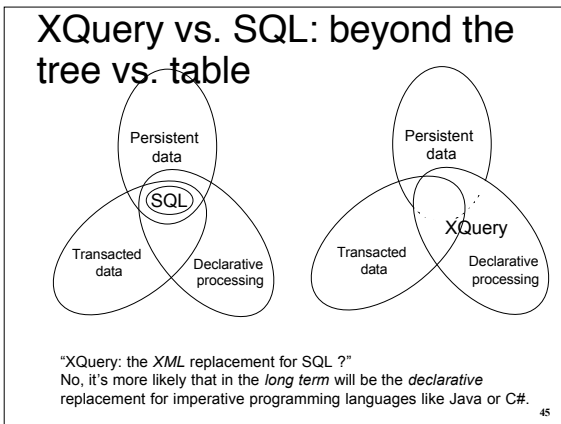 XQuery vs. SQL: beyond the
tree vs. table
Persistent
data
SQL
Transacted
data
Declarative
processing
Persistent
data
XQuery
Transacted
data
Declarative
processing
“XQuery: the XML replacement for SQL ?”
No, it’s more likely that in the long term will be the declarative
replacement for imperative programming languages like Java or C#.
45